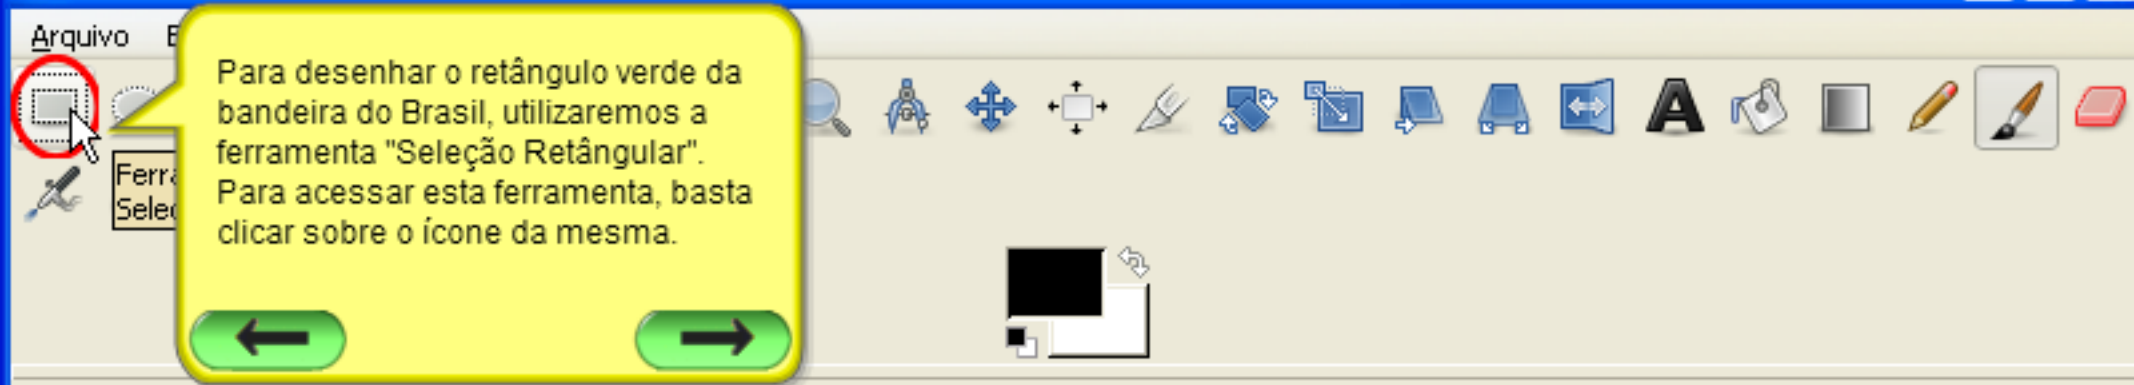 Arquivo
Para desenhar o retângulo verde da
bandeira do Brasil, utilizaremos a
ferramenta "Seleção Retângular".
Para acessar esta ferramenta, basta
clicar sobre o ícone da mesma.